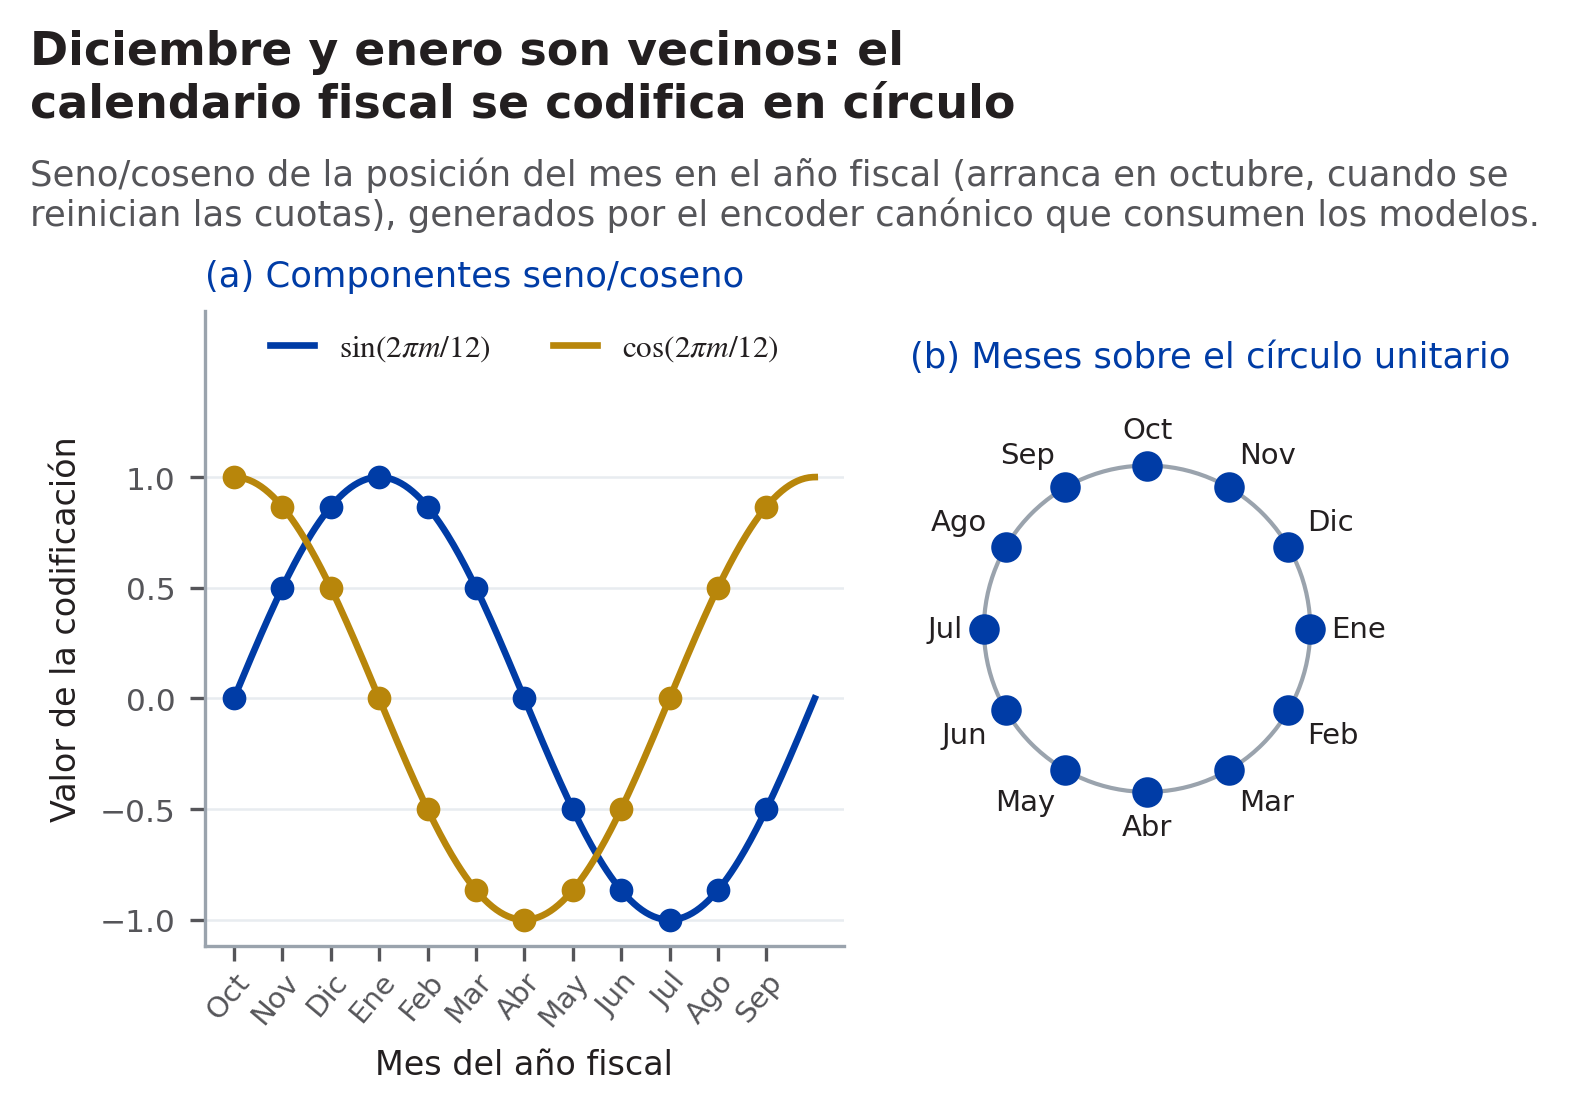 Diciembre y enero son vecinos: el
calendario fiscal se codifica en círculo
Seno/coseno de la posición del mes en el año fiscal (arranca en octubre, cuando se
reinician las cuotas), generados por el encoder canónico que consumen los modelos.
(a) Componentes seno/coseno
sin(2πm/12)
cos(2πm/12)
Valor de la codificación
1.0
0.5
0.0
−0.5
−1.0
Oct
Nov
Dic
Ene
Feb
Mar
Abr
May
Jun
Jul
Ago
Sep
Mes del año fiscal
(b) Meses sobre el círculo unitario
Oct
Nov
Dic
Ene
Feb
Mar
Abr
May
Jun
Jul
Ago
Sep